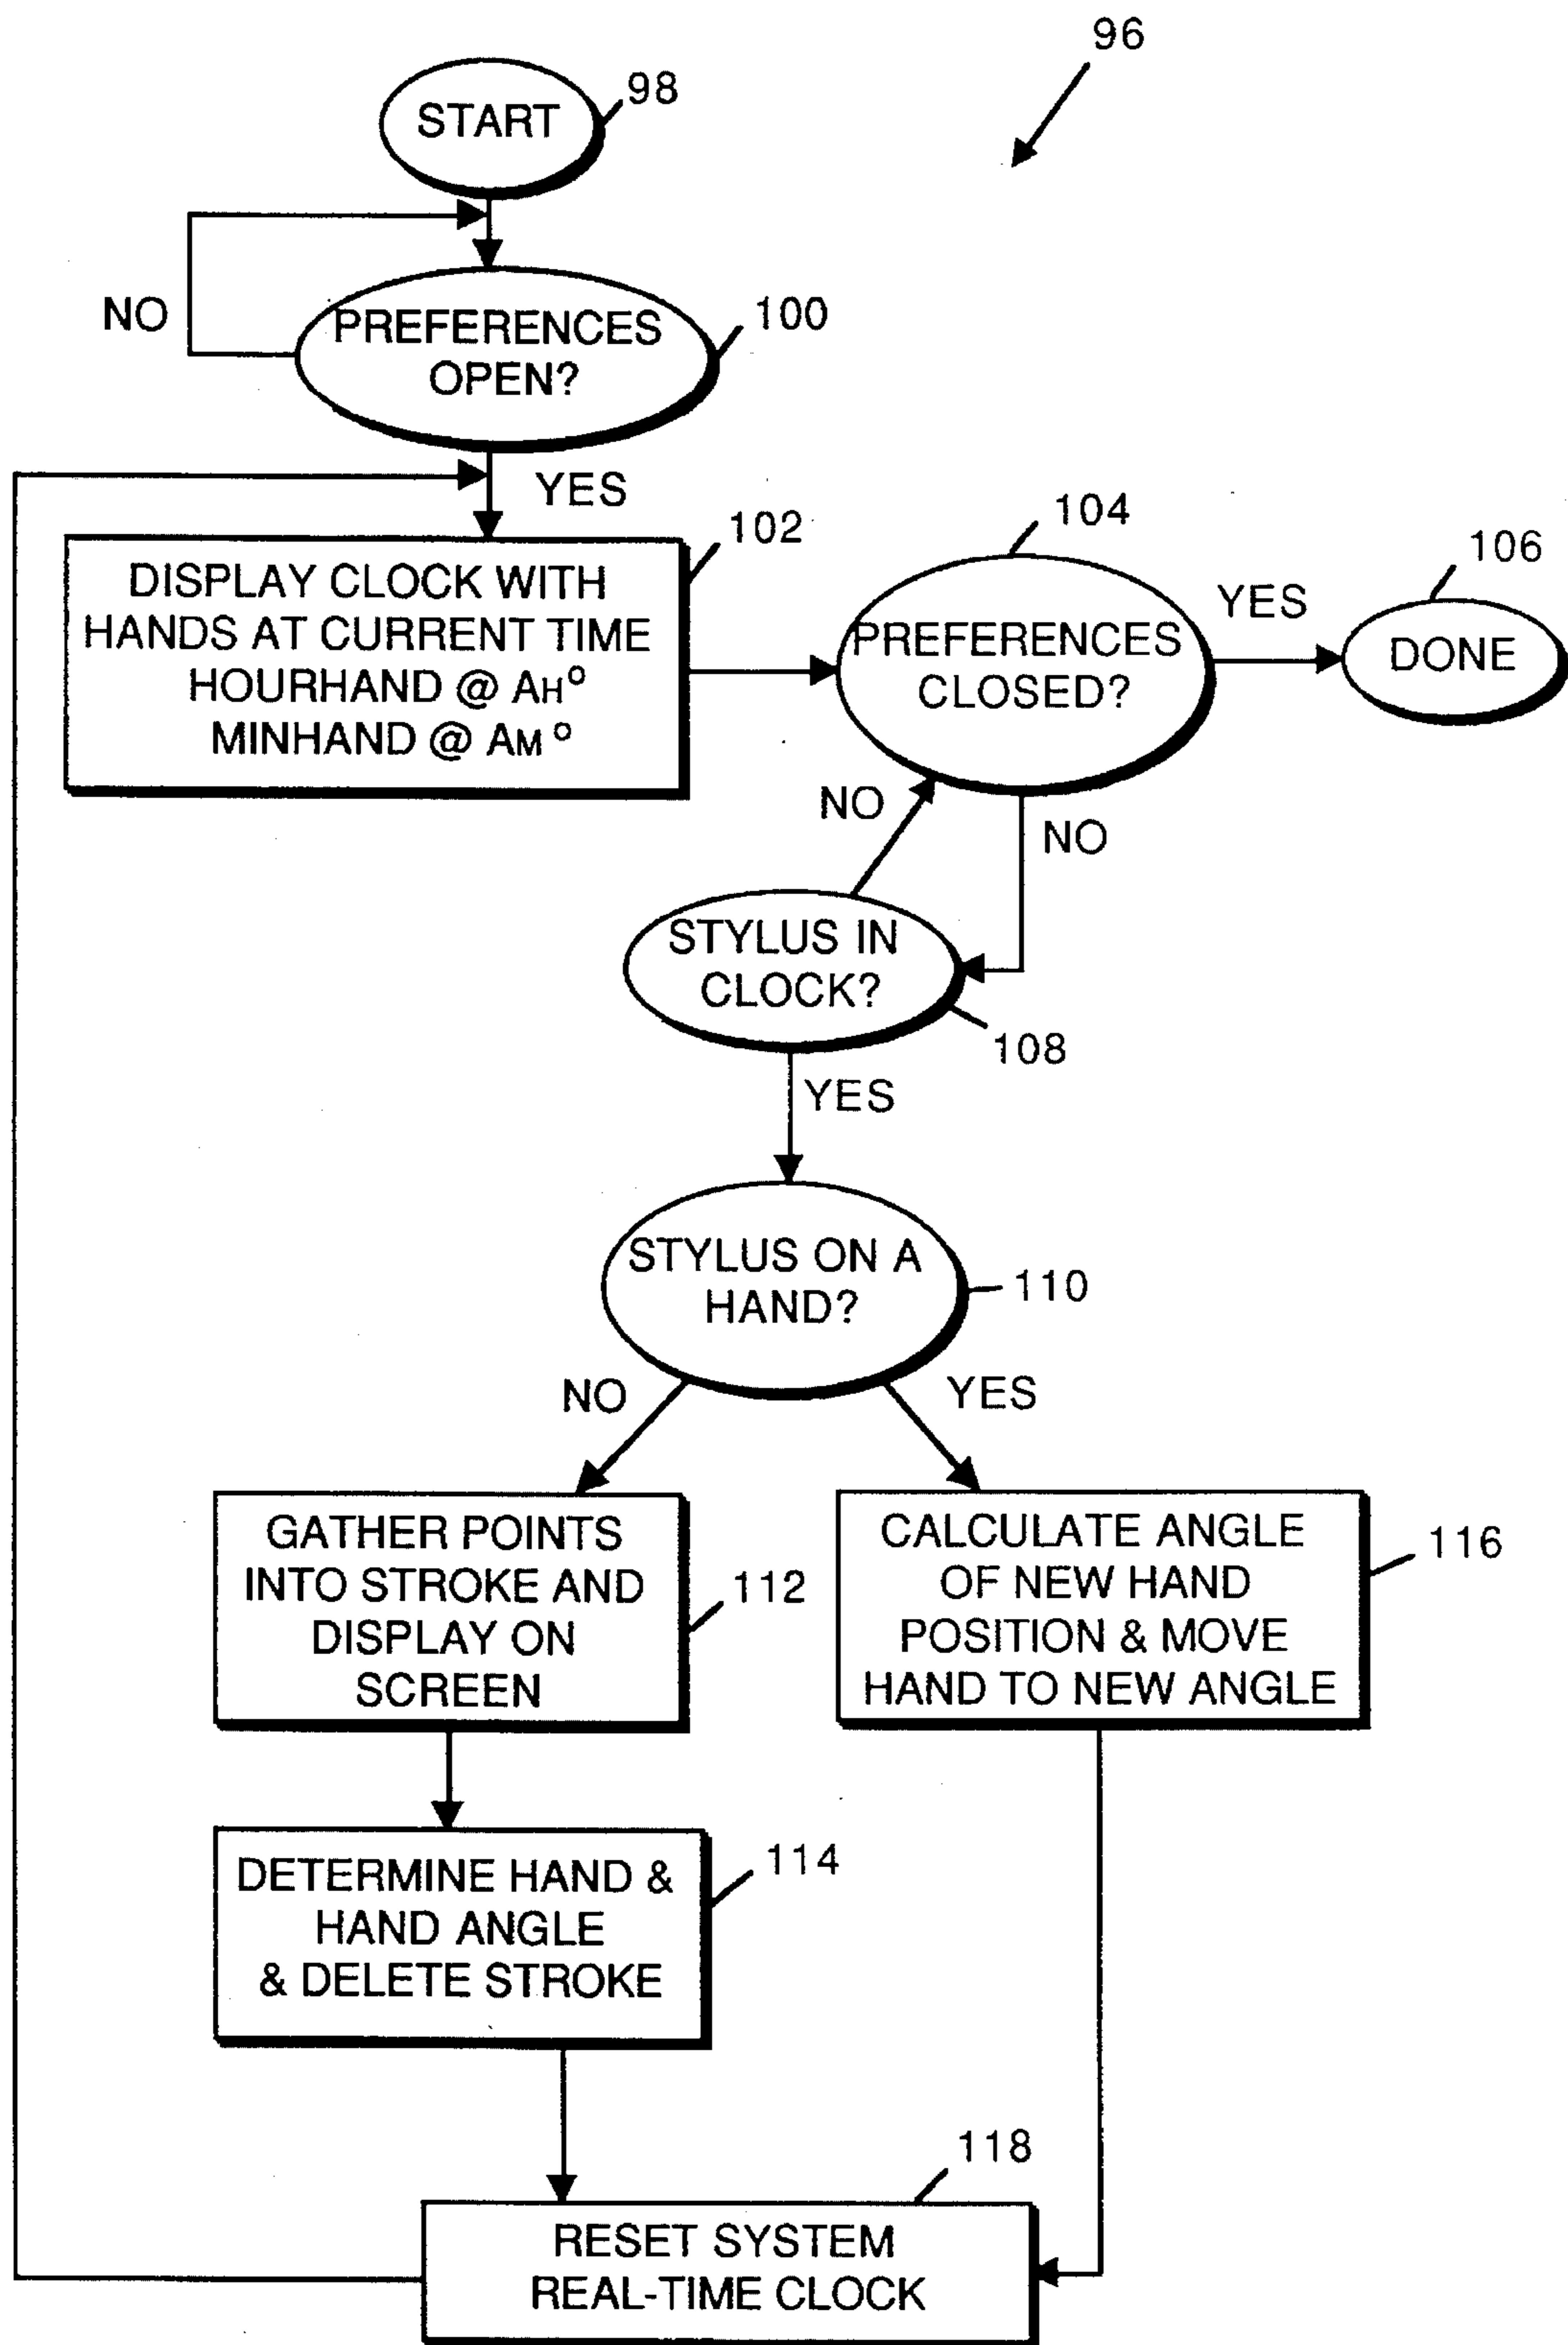 96
START
98
NO
PREFERENCES
OPEN?
100
YES
102
DISPLAY CLOCK WITH
HANDS AT CURRENT TIME
HOURHAND @ AH°
MINHAND @ AM °
104
PREFERENCES
CLOSED?
YES
106
DONE
NO
NO
STYLUS IN
CLOCK?
108
YES
STYLUS ON A
HAND?
110
NO
YES
GATHER POINTS
INTO STROKE AND
DISPLAY ON
SCREEN
112
CALCULATE ANGLE
OF NEW HAND
POSITION & MOVE
HAND TO NEW ANGLE
116
DETERMINE HAND &
HAND ANGLE
& DELETE STROKE
114
118
RESET SYSTEM
REAL-TIME CLOCK